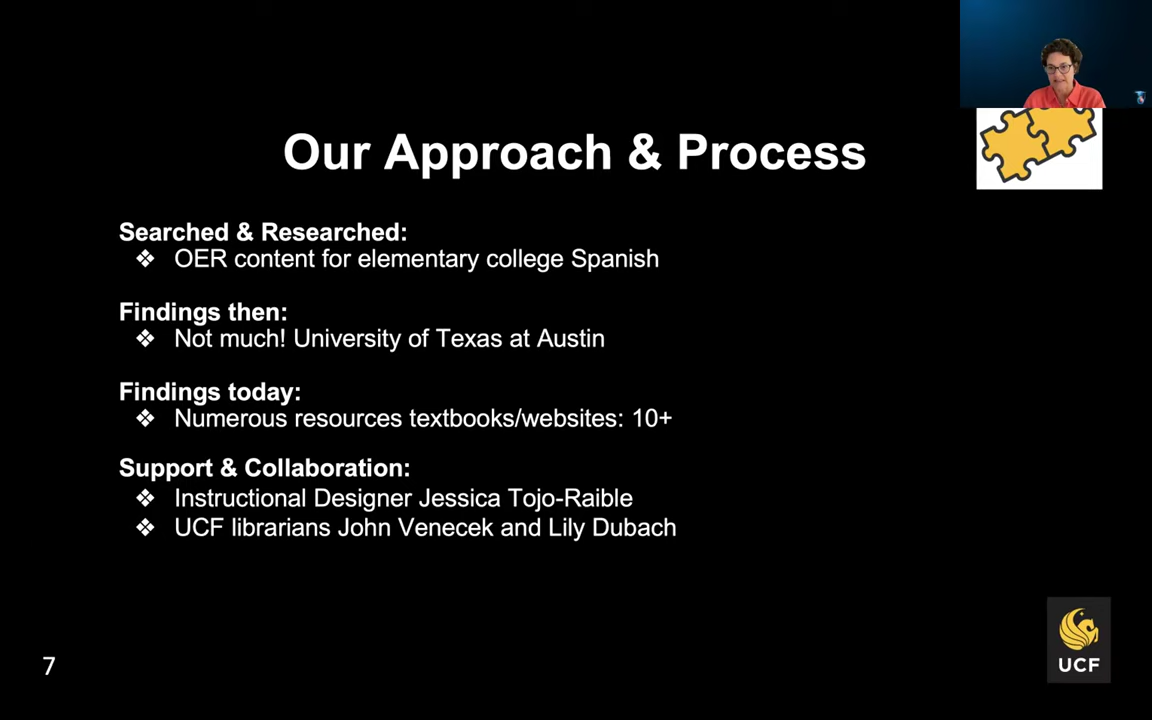 Our Approach & Process
Searched & Researched:
❖ OER content for elementary college Spanish
Findings then:
❖ Not much! University of Texas at Austin
Findings today:
❖ Numerous resources textbooks/websites: 10+
Support & Collaboration:
❖ Instructional Designer Jessica Tojo-Raible
❖ UCF librarians John Venecek and Lily Dubach
7
UCF